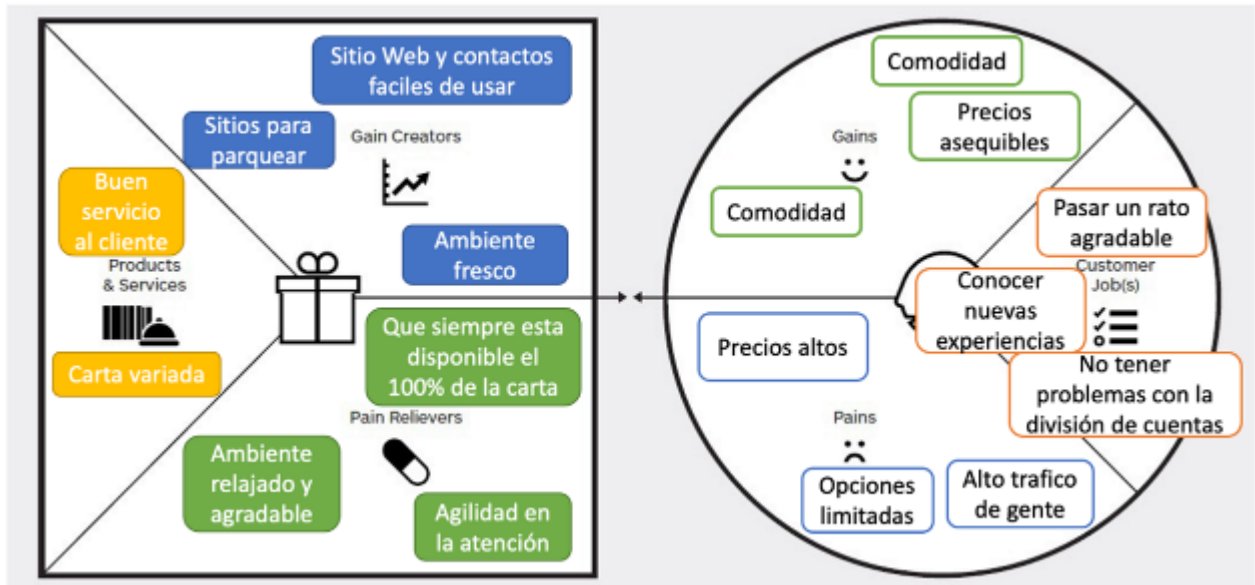 Sitio Web y contactos
faciles de usar
Sitios para
parquear
Gain Creators
Buen
servicio
al cliente
Products
& Services
Ambiente
fresco
Carta variada
Que siempre esta
disponible el
100% de la carta
Pain Relievers
Ambiente
relajado y
agradable
Agilidad en
la atención
Comodidad
Precios
asequibles
Gains
Comodidad
Pasar un rato
agradable
Customer
Job(s)
Conocer
nuevas
experiencias
No tener
problemas con la
división de cuentas
Precios altos
Pains
Opciones
limitadas
Alto trafico
de gente